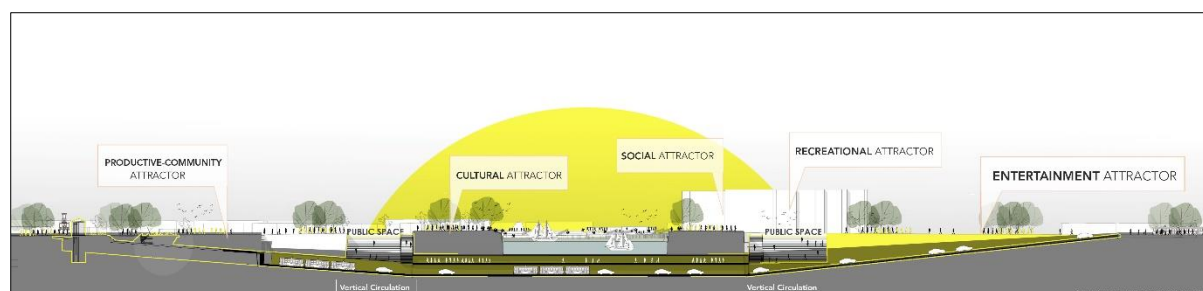 PRODUCTIVE-COMMUNITY
ATTRACTOR
CULTURAL ATTRACTOR
SOCIAL ATTRACTOR
RECREATIONAL ATTRACTOR
ENTERTAINMENT ATTRACTOR
PUBLIC SPACE
PUBLIC SPACE
Vertical Circulation
Vertical Circulation